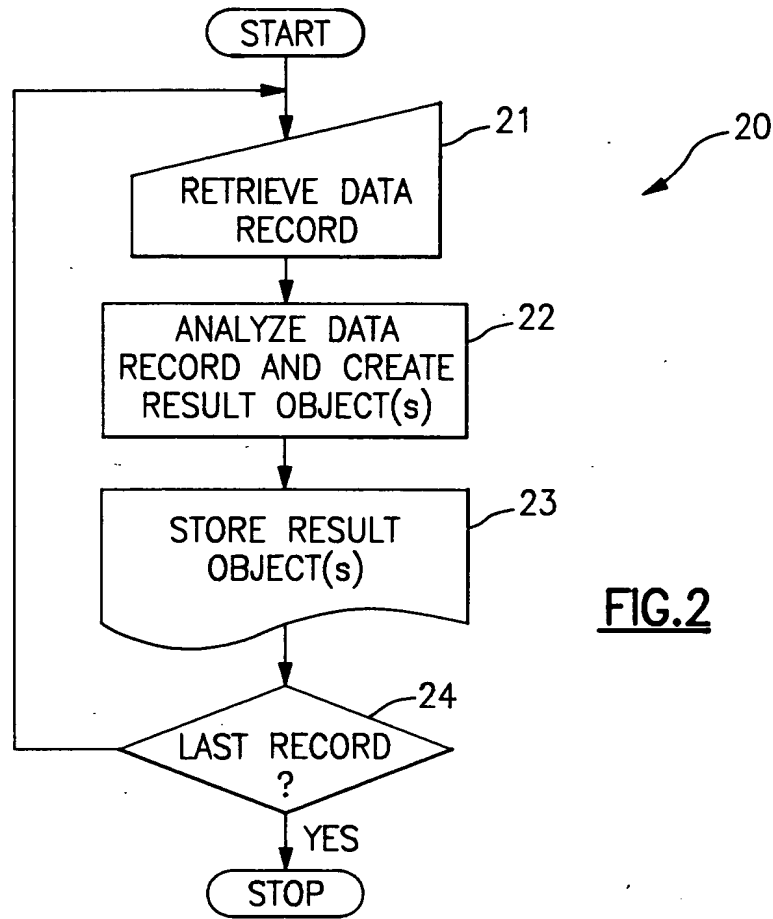 START
21
20
RETRIEVE DATA
RECORD
22
ANALYZE DATA
RECORD AND CREATE
RESULT OBJECT(s)
23
STORE RESULT
OBJECT(s)
FIG.2
24
LAST RECORD
?
YES
STOP